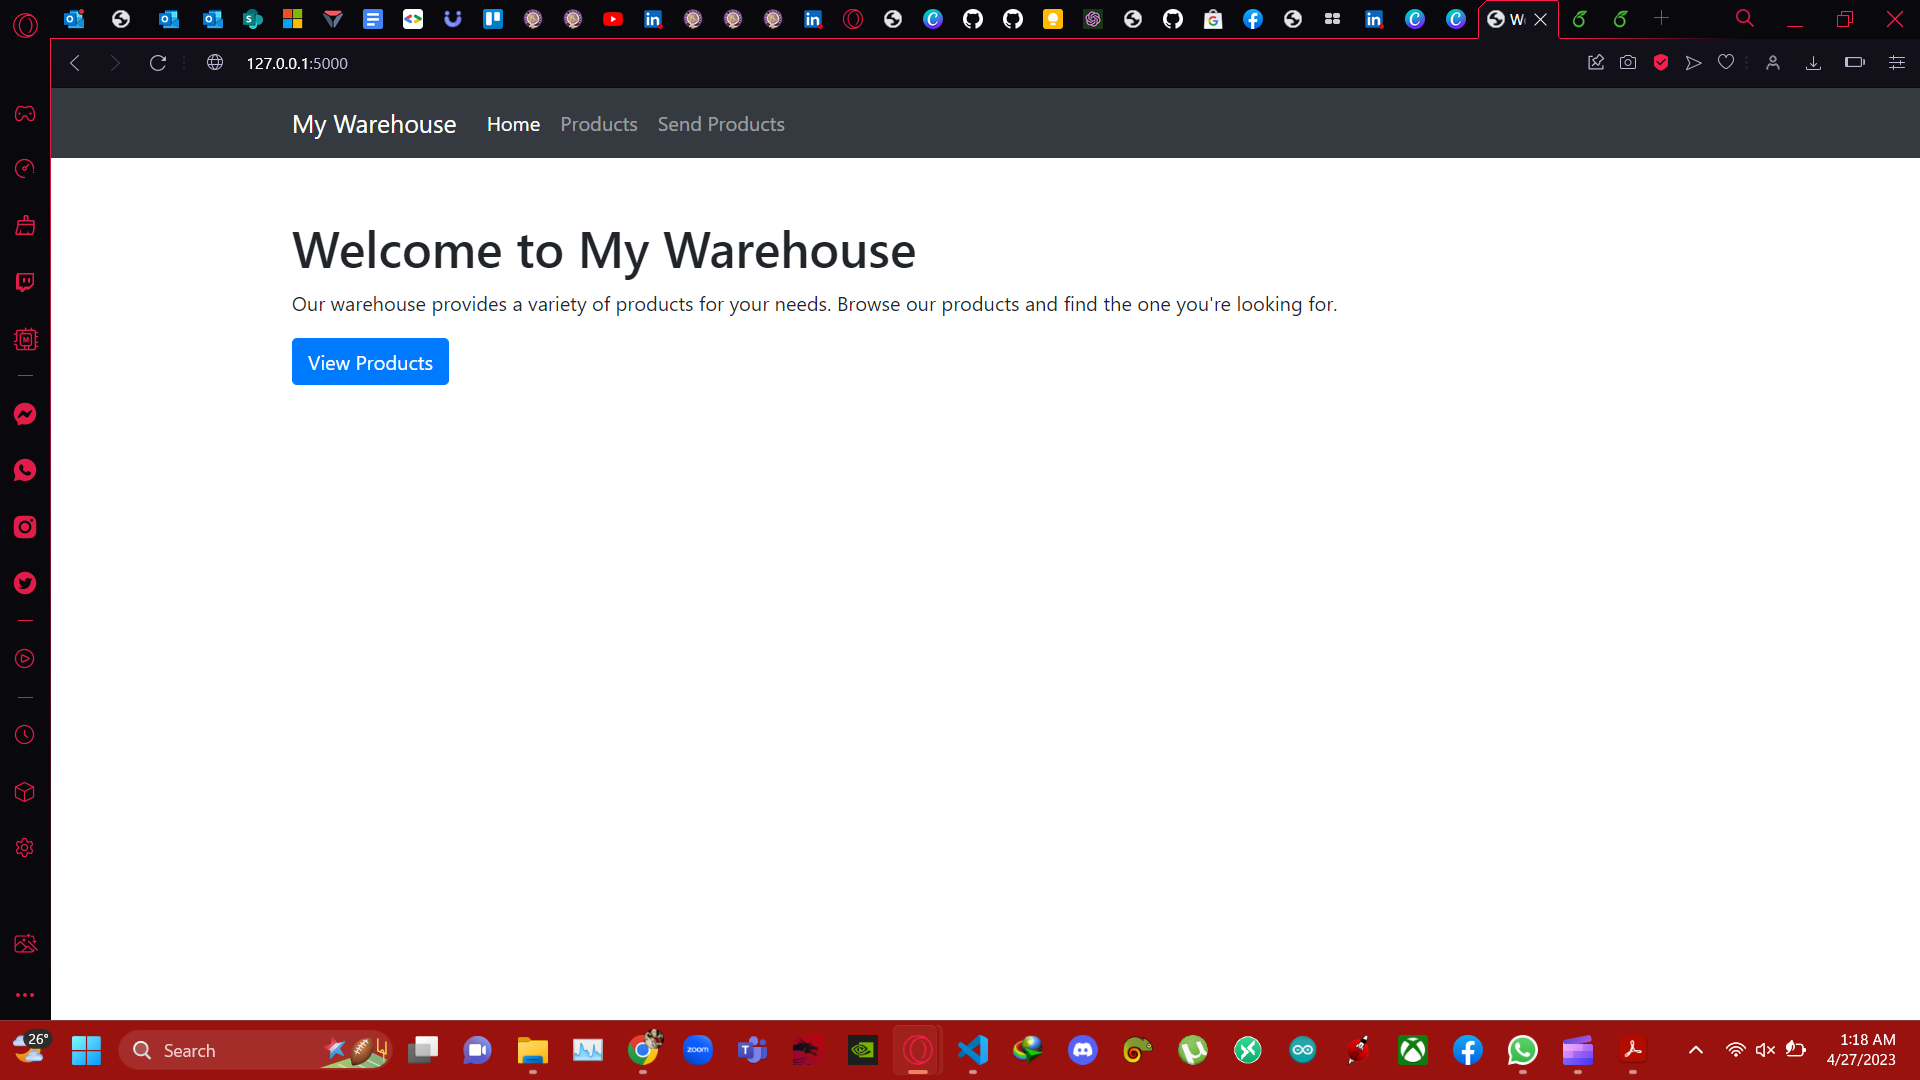 W
127.0.0.1:5000
My Warehouse Home Products Send Products
Welcome to My Warehouse
Our warehouse provides a variety of products for your needs. Browse our products and find the one you're looking for.
View Products
26°
Search
zoom
1:18 AM
4/27/2023